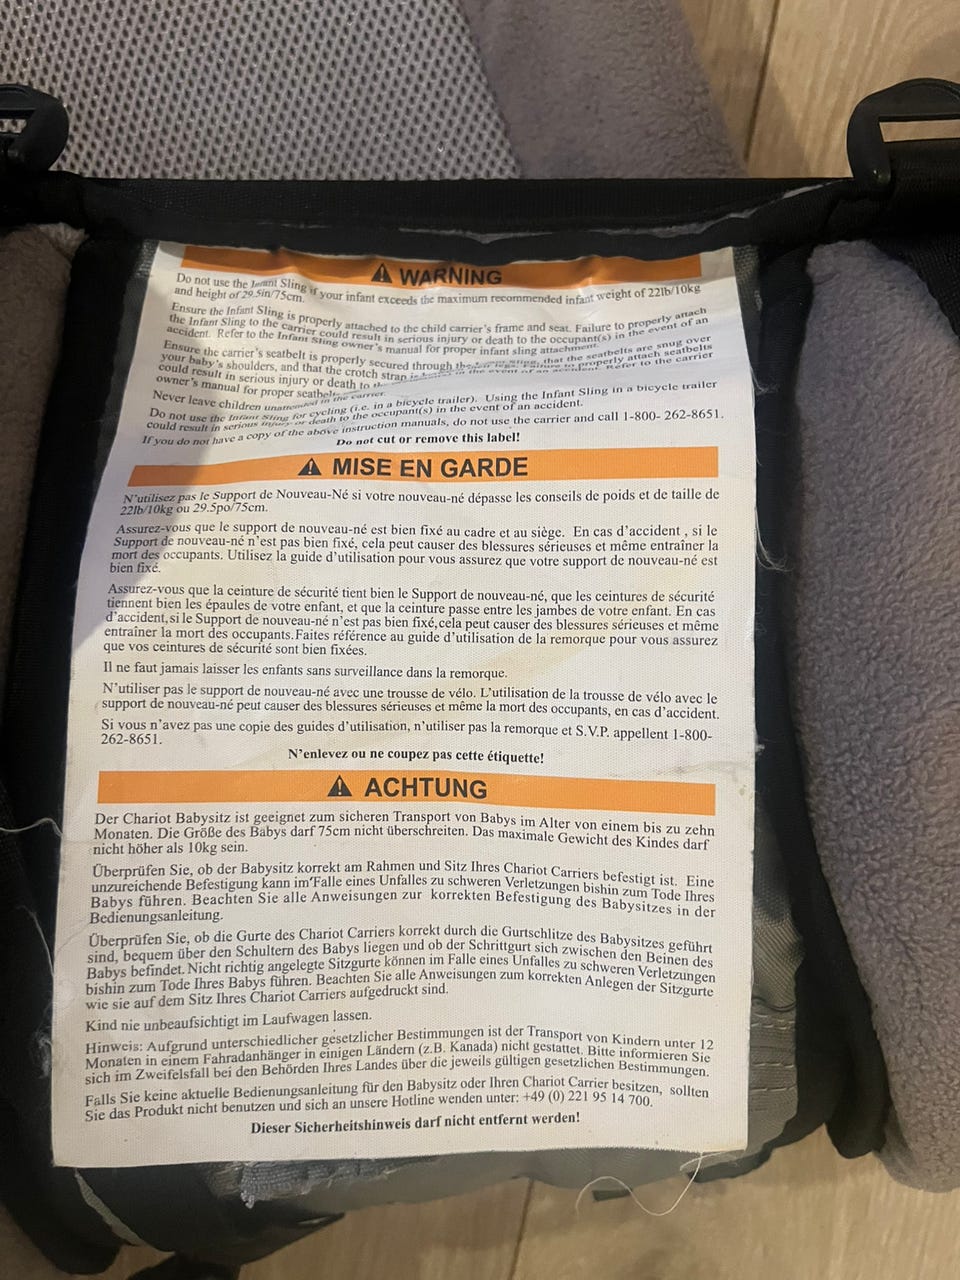 WARNING
Do not use the Infant Sling if your infant exceeds the maximum recommended infant weight of 22lb/10kg
and height of 29.5in/75cm.
Ensure the Infant Sling is properly attached to the child carrier's frame and seat. Failure to properly attach
the Infant Sling to the carrier could result in serious injury or death to the occupant(s) in the event of an
accident. Refer to the Infant Sling owner's manual for proper infant sling attachment.
Ensure the carrier's seatbelt is properly secured through the Sling, that the seatbelts are snug over
your baby's shoulders, and that the crotch strap is legs. Failure to properly attach seatbelts
could result in serious injury or death to the in the event of an accident. Refer to the carrier
owner's manual for proper
Never leave children unattended in the carrier.
Do not use the Infant Sling for cycling (i.e. in a bicycle trailer). Using the Infant Sling in a bicycle trailer
could result in serious injury or death to the occupant(s) in the event of an accident.
If you do not have a copy of the above instruction manuals, do not use the carrier and call 1-800- 262-8651.
Do not cut or remove this label!
MISE EN GARDE
N'utilisez pas le Support de Nouveau-Né si votre nouveau-né dépasse les conseils de poids et de taille de
22lb/10kg ou 29.5po/75cm.
Assurez-vous que le support de nouveau-né est bien fixé au cadre et au siège. En cas d'accident , si le
Support de nouveau-né n'est pas bien fixé, cela peut causer des blessures sérieuses et même entraîner la
mort des occupants. Utilisez la guide d'utilisation pour vous assurez que votre support de nouveau-né est
bien fixé.
Assurez-vous que la ceinture de sécurité tient bien le Support de nouveau-né, que les ceintures de sécurité
tiennent bien les épaules de votre enfant, et que la ceinture passe entre les jambes de votre enfant. En cas
d'accident,si le Support de nouveau-né n'est pas bien fixé,cela peut causer des blessures sérieuses et même
entraîner la mort des occupants.Faites référence au guide d'utilisation de la remorque pour vous assurez
que vos ceintures de sécurité sont bien fixées.
Il ne faut jamais laisser les enfants sans surveillance dans la remorque.
N'utiliser pas le support de nouveau-né avec une trousse de vélo. L'utilisation de la trousse de vélo avec le
support de nouveau-né peut causer des blessures sérieuses et même la mort des occupants, en cas d'accident.
Si vous n'avez pas une copie des guides d'utilisation, n'utiliser pas la remorque et S.V.P. appellent 1-800-
262-8651.
N'enlevez ou ne coupez pas cette étiquette!
ACHTUNG
Der Chariot Babysitz ist geeignet zum sicheren Transport von Babys im Alter von einem bis zu zehn
Monaten. Die Größe des Babys darf 75cm nicht überschreiten. Das maximale Gewicht des Kindes darf
nicht höher als 10kg sein.
Überprüfen Sie, ob der Babysitz korrekt am Rahmen und Sitz Ihres Chariot Carriers befestigt ist. Eine
unzureichende Befestigung kann im Falle eines Unfalles zu schweren Verletzungen bishin zum Tode Ihres
Babys führen. Beachten Sie alle Anweisungen zur korrekten Befestigung des Babysitzes in der
Bedienungsanleitung.
Überprüfen Sie, ob die Gurte des Chariot Carriers korrekt durch die Gurtschlitze des Babysitzes geführt
sind, bequem über den Schultern des Babys liegen und ob der Schrittgurt sich zwischen den Beinen des
Babys befindet. Nicht richtig angelegte Sitzgurte können im Falle eines Unfalles zu schweren Verletzungen
bishin zum Tode Ihres Babys führen. Beachten Sie alle Anweisungen zum korrekten Anlegen der Sitzgurte
wie sie auf dem Sitz Ihres Chariot Carriers aufgedruckt sind.
Kind nie unbeaufsichtigt im Laufwagen lassen.
Hinweis: Aufgrund unterschiedlicher gesetzlicher Bestimmungen ist der Transport von Kindern unter 12
Monaten in einem Fahradanhänger in einigen Ländern (z.B. Kanada) nicht gestattet. Bitte informieren Sie
sich im Zweifelsfall bei den Behörden Ihres Landes über die jeweils gültigen gesetzlichen Bestimmungen.
Falls Sie keine aktuelle Bedienungsanleitung für den Babysitz oder Ihren Chariot Carrier besitzen, sollten
Sie das Produkt nicht benutzen und sich an unsere Hotline wenden unter: +49 (0) 221 95 14 700.
Dieser Sicherheitshinweis darf nicht entfernt werden!